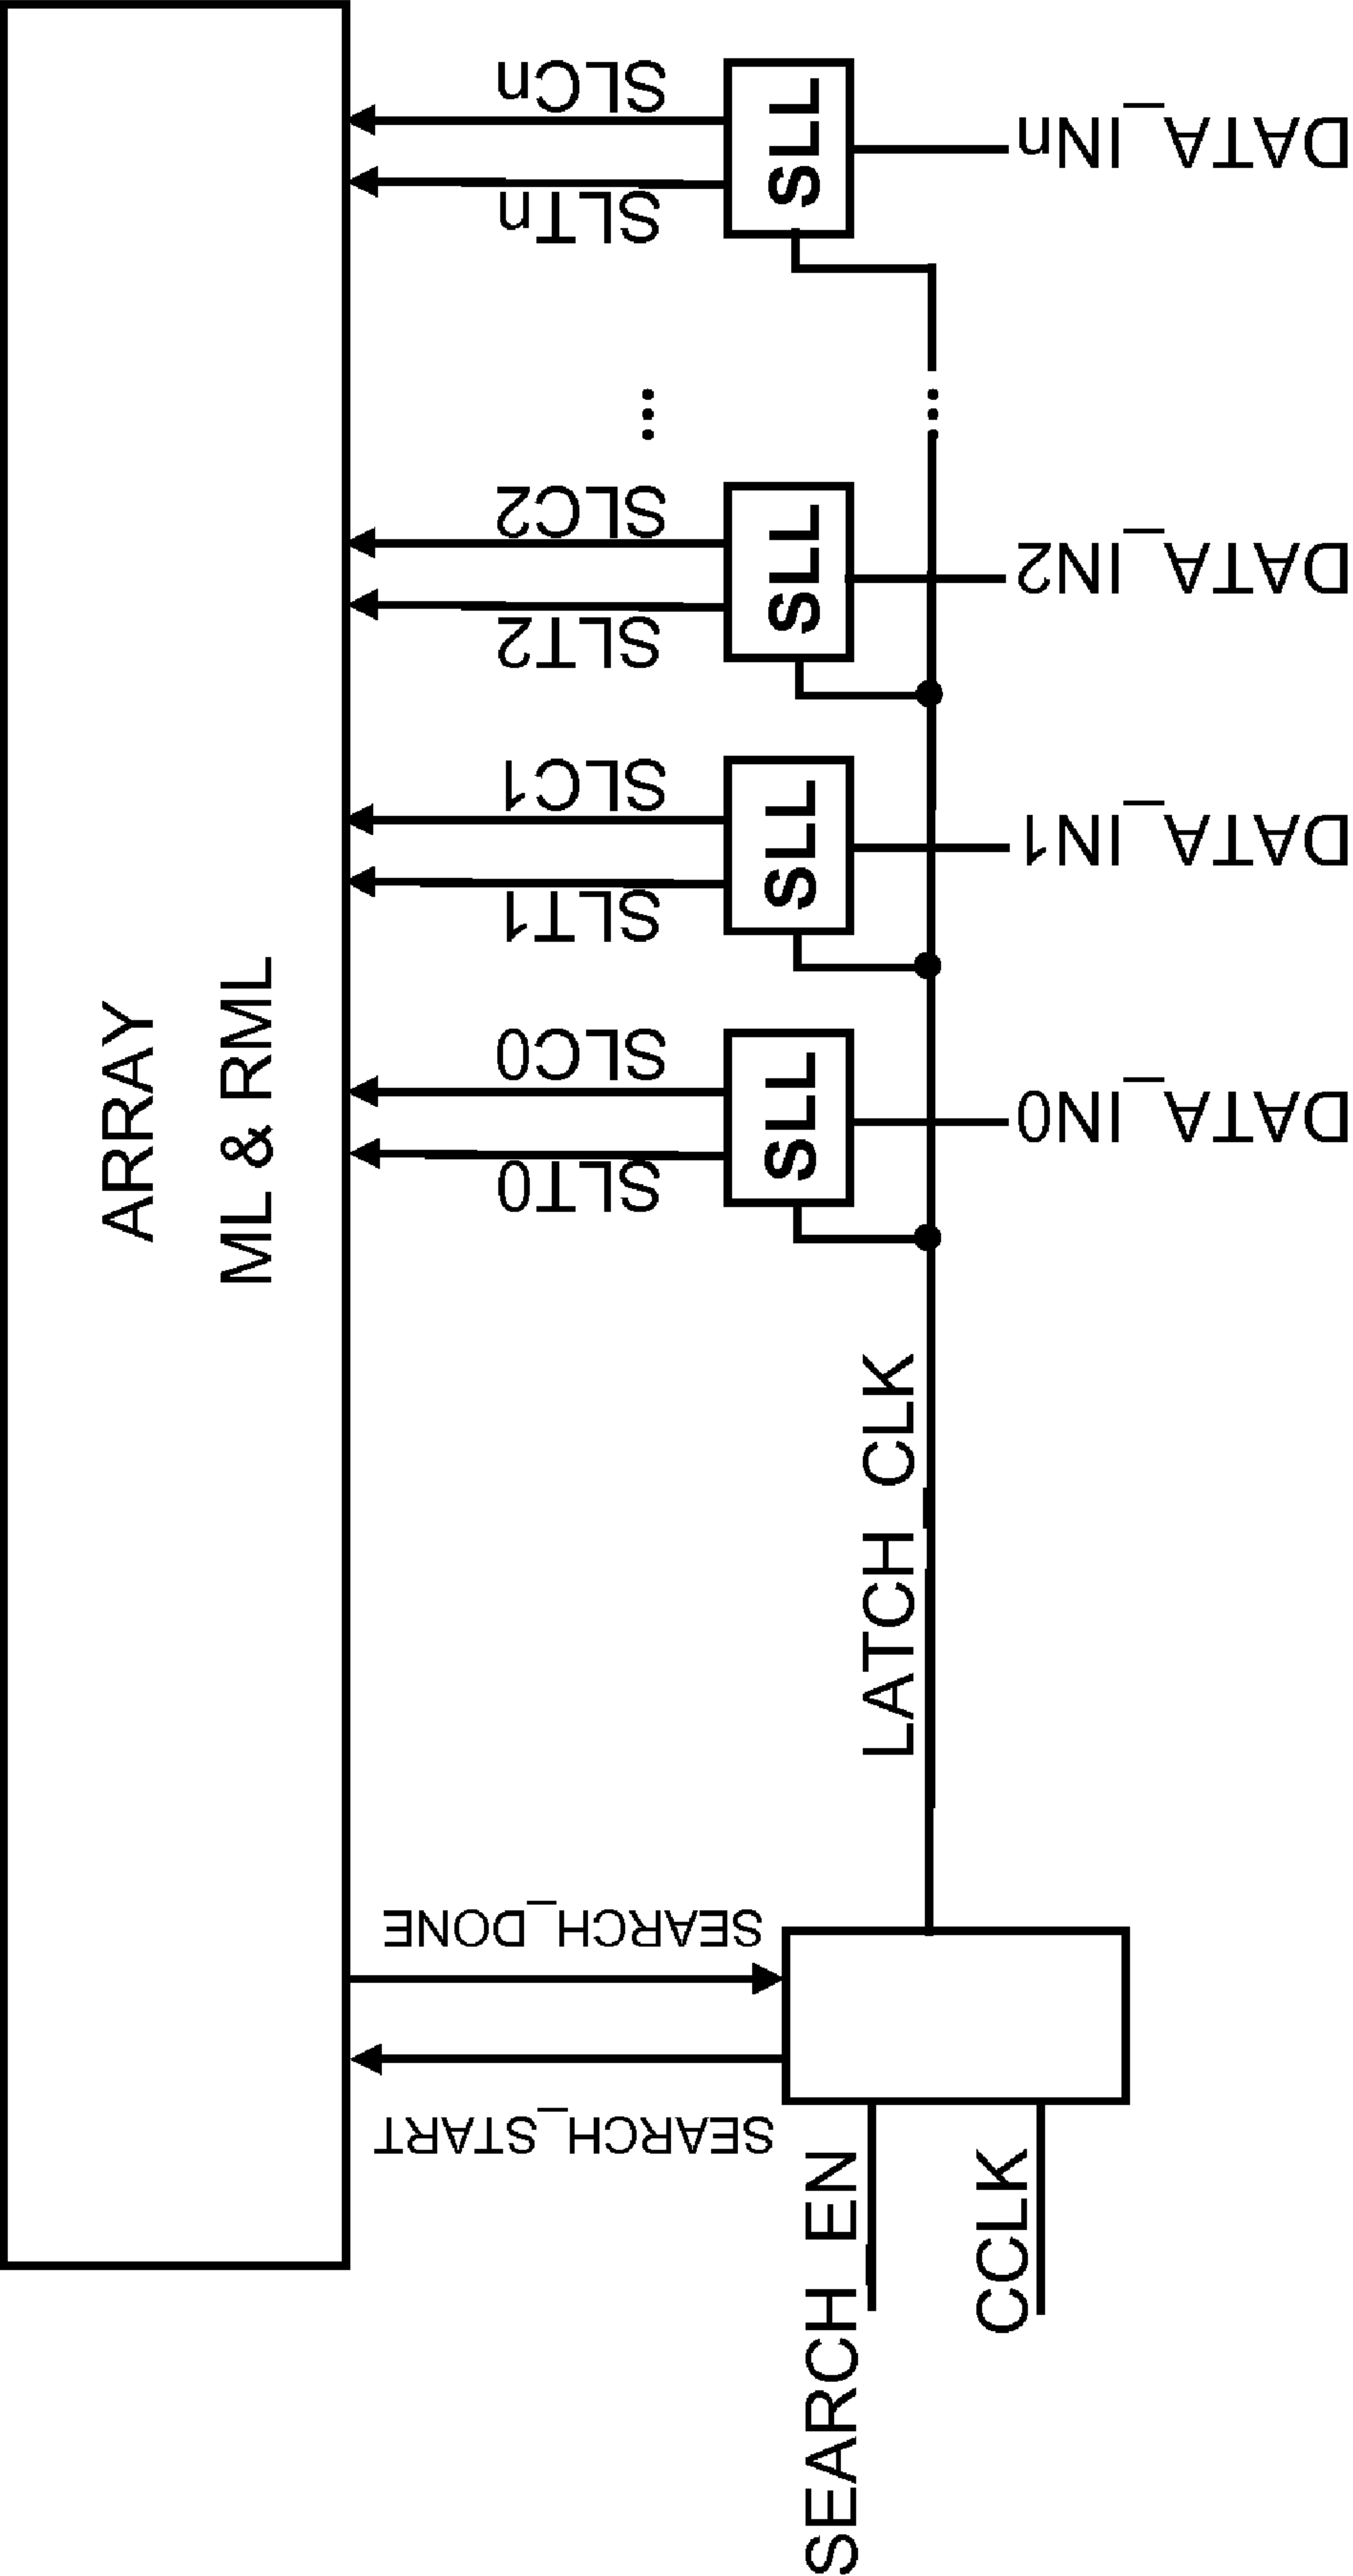 ARRAY
ML & RML
SEARCH_START
SEARCH_DONE
SLT0
SLC0
SLT1
SLC1
SLT2
SLC2
...
SLTn
SLCn
SLL
SLL
SLL
SLL
LATCH_CLK
...
SEARCH_EN
CCLK
DATA_IN0
DATA_IN1
DATA_IN2
DATA_INn